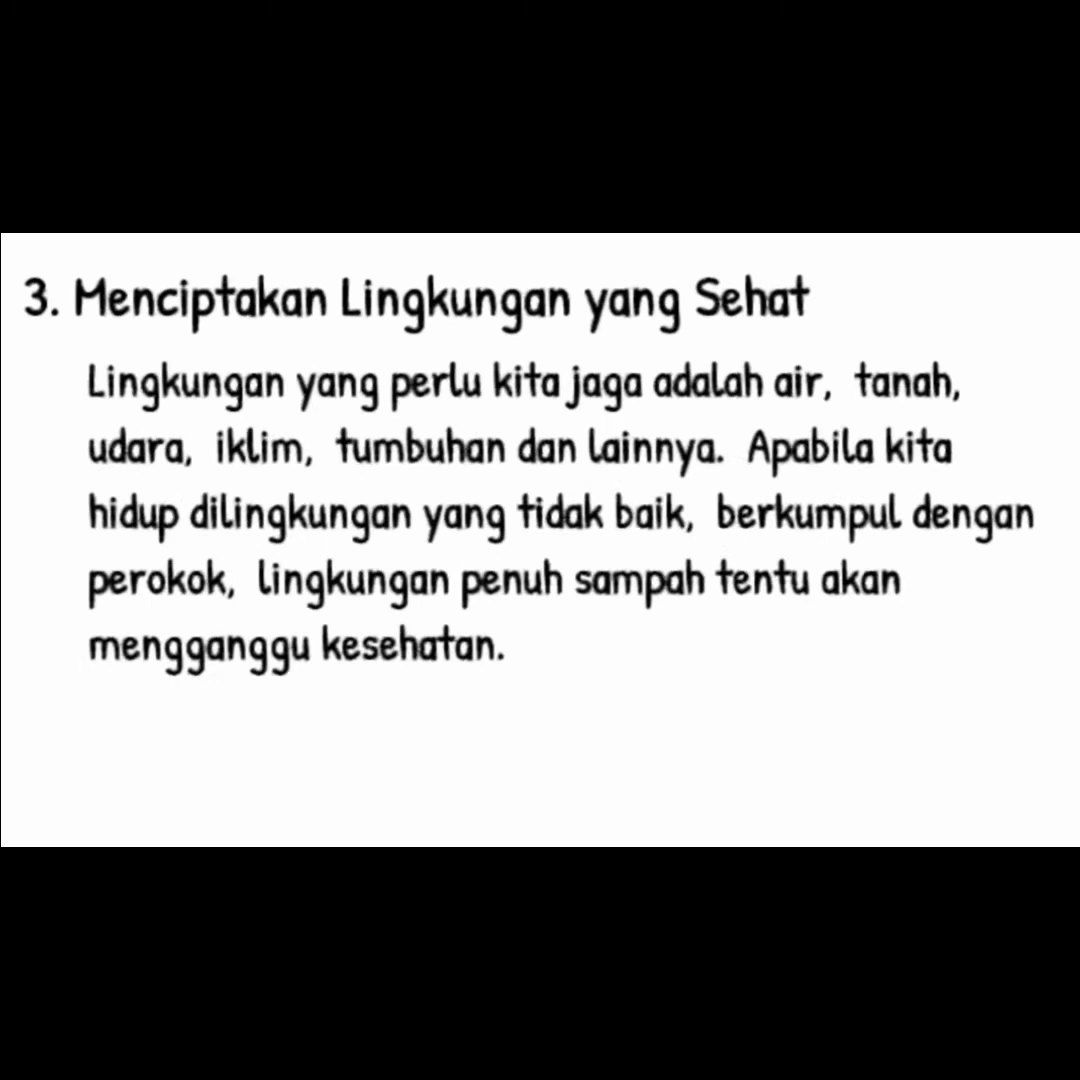 3. Menciptakan Lingkungan yang Sehat
Lingkungan yang perlu kita jaga adalah air, tanah,
udara, iklim, tumbuhan dan lainnya. Apabila kita
hidup dilingkungan yang tidak baik, berkumpul dengan
perokok, lingkungan penuh sampah tentu akan
mengganggu kesehatan.